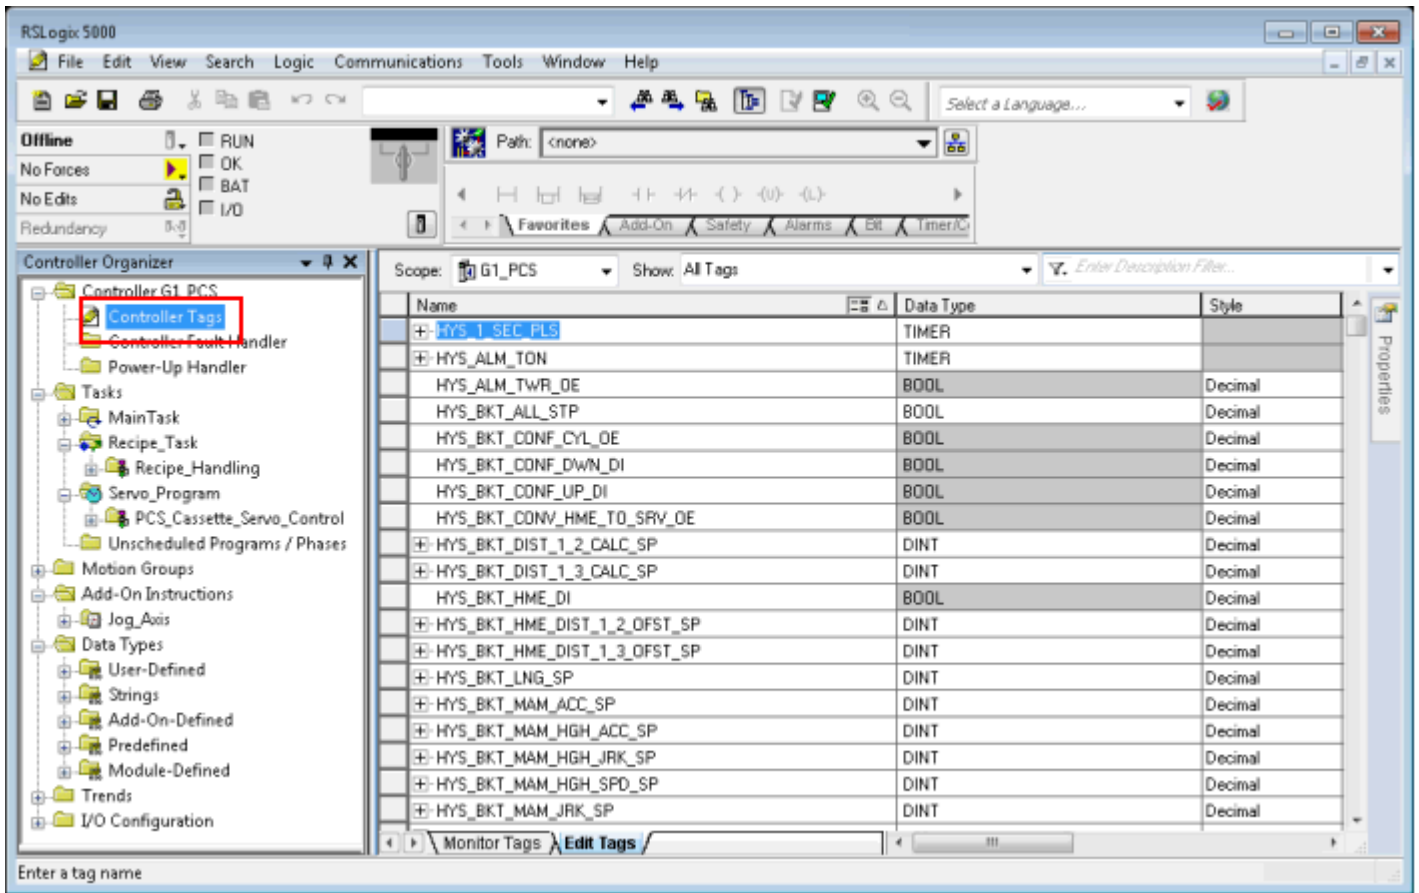 RSLogix 5000
File Edit View Search Logic Communications Tools Window Help
Select a Language...
Offline RUN
No Forces OK
No Edits BAT
I/O
Redundancy
Path: <none>
Favorites Add-On Safety Alarms Bit Timer/C
Controller Organizer
Controller G1_PCS
Controller Tags
Controller Fault Handler
Power-Up Handler
Tasks
MainTask
Recipe_Task
Recipe_Handling
Servo_Program
PCS_Cassette_Servo_Control
Unscheduled Programs / Phases
Motion Groups
Add-On Instructions
Jog_Axis
Data Types
User-Defined
Strings
Add-On-Defined
Predefined
Module-Defined
Trends
I/O Configuration
Scope: G1_PCS Show: All Tags Enter Description Filter...
Name Data Type Style
HYS_1_SEC_PLS TIMER
HYS_ALM_TON TIMER
HYS_ALM_TWR_OE BOOL Decimal
HYS_BKT_ALL_STP BOOL Decimal
HYS_BKT_CONF_CYL_OE BOOL Decimal
HYS_BKT_CONF_DWN_DI BOOL Decimal
HYS_BKT_CONF_UP_DI BOOL Decimal
HYS_BKT_CONV_HME_TO_SRV_OE BOOL Decimal
HYS_BKT_DIST_1_2_CALC_SP DINT Decimal
HYS_BKT_DIST_1_3_CALC_SP DINT Decimal
HYS_BKT_HME_DI BOOL Decimal
HYS_BKT_HME_DIST_1_2_OFST_SP DINT Decimal
HYS_BKT_HME_DIST_1_3_OFST_SP DINT Decimal
HYS_BKT_LNG_SP DINT Decimal
HYS_BKT_MAM_ACC_SP DINT Decimal
HYS_BKT_MAM_HGH_ACC_SP DINT Decimal
HYS_BKT_MAM_HGH_JRK_SP DINT Decimal
HYS_BKT_MAM_HGH_SPD_SP DINT Decimal
HYS_BKT_MAM_JRK_SP DINT Decimal
Monitor Tags Edit Tags
Properties
Enter a tag name